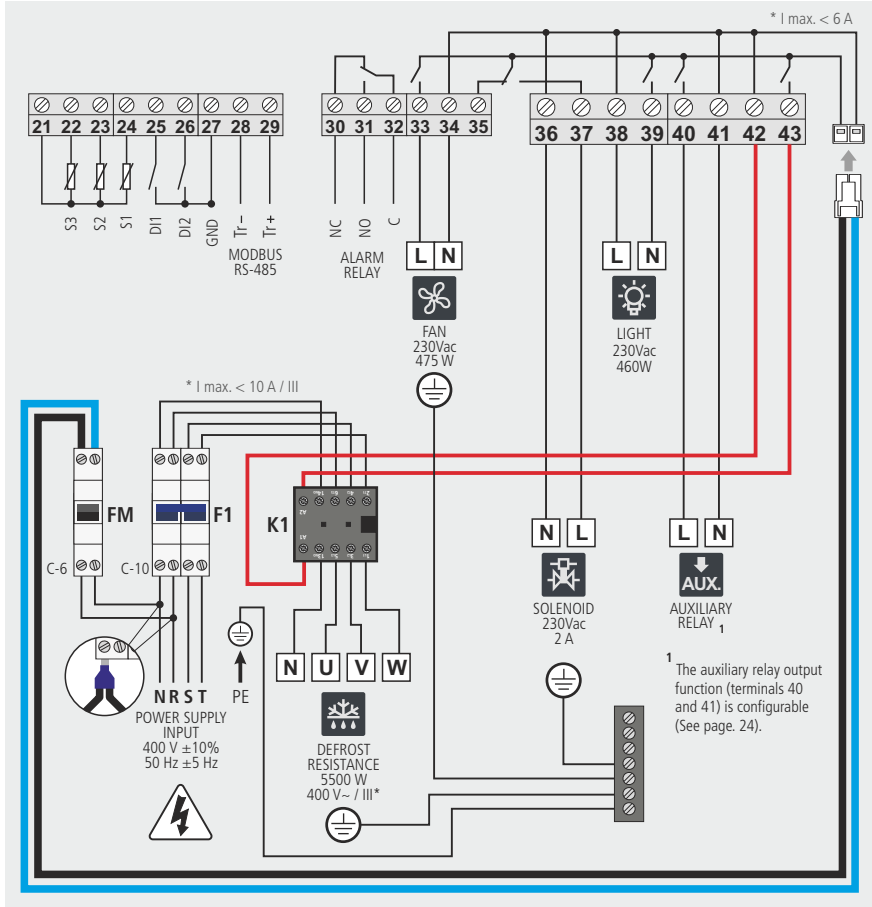 * I max. < 6 A
21 22 23 24 25 26 27 28 29
30 31 32 33 34 35
36 37 38 39 40 41 42 43
S3
S2
S1
DI1
DI2
GND
Tr -
Tr +
MODBUS
RS-485
NC
NO
C
ALARM
RELAY
L N
FAN
230Vac
475 W
L N
LIGHT
230Vac
460W
* I max. < 10 A / III
FM
F1
K1
C-6
C-10
A2
A1
N U V W
DEFROST
RESISTANCE
5500 W
400 V~ / III*
N R S T
PE
POWER SUPPLY
INPUT
400 V ±10%
50 Hz ±5 Hz
N L
SOLENOID
230Vac
2 A
L N
AUX.
AUXILIARY
RELAY 1
1 The auxiliary relay output
function (terminals 40
and 41) is configurable
(See page. 24).